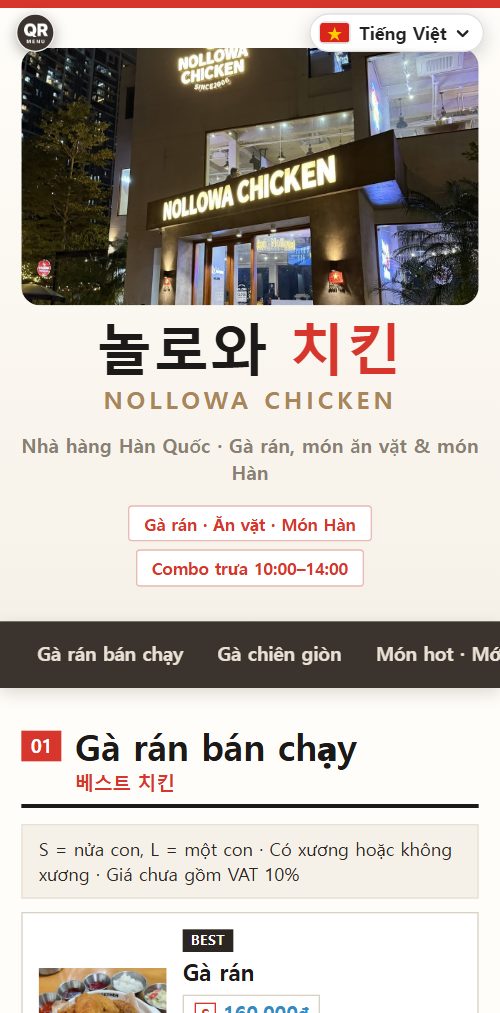 QR
MENU
Tiếng Việt
NOLLOWA
CHICKEN
SINCE2006
NOLLOWA CHICKEN
놀로와 치킨
NOLLOWA CHICKEN
Nhà hàng Hàn Quốc · Gà rán, món ăn vặt & món
Hàn
Gà rán · Ăn vặt · Món Hàn
Combo trưa 10:00–14:00
Gà rán bán chạy
Gà chiên giòn
Món hot · Mó
01
Gà rán bán chạy
베스트 치킨
S = nửa con, L = một con · Có xương hoặc không
xương · Giá chưa gồm VAT 10%
BEST
Gà rán
S 160.000₫